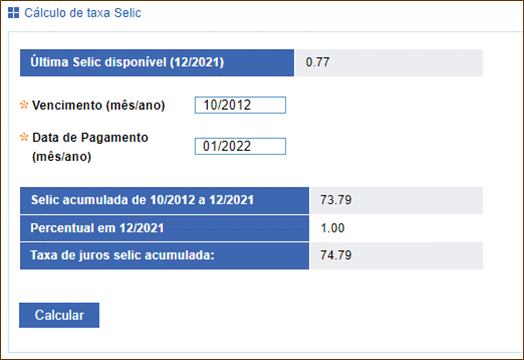 Cálculo de taxa Selic
Última Selic disponível (12/2021) 0.77
* Vencimento (mês/ano) 10/2012
* Data de Pagamento
(mês/ano) 01/2022
Selic acumulada de 10/2012 a 12/2021 73.79
Percentual em 12/2021 1.00
Taxa de juros selic acumulada: 74.79
Calcular